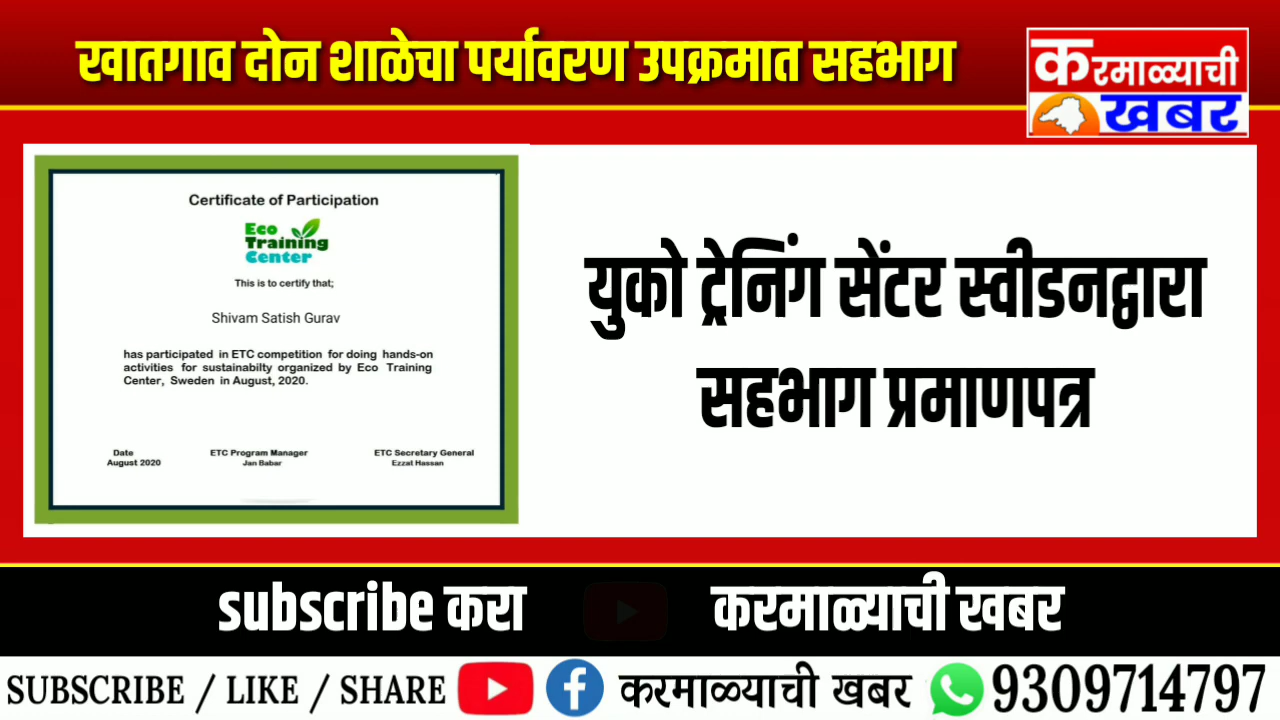 खातगाव दोन शाळेचा पर्यावरण उपक्रमात सहभाग
करमाळ्याची
खबर
Certificate of Participation
Eco
Training
Center
This is to certify that;
Shivam Satish Gurav
has participated in ETC competition for doing hands-on
activities for sustainabilty organized by Eco Training
Center, Sweden in August, 2020.
Date ETC Program Manager ETC Secretary General
August 2020 Jan Babar Ezzat Hassan
युको ट्रेनिंग सेंटर स्वीडनद्वारा
सहभाग प्रमाणपत्र
subscribe करा करमाळ्याची खबर
SUBSCRIBE / LIKE / SHARE करमाळ्याची खबर 9309714797